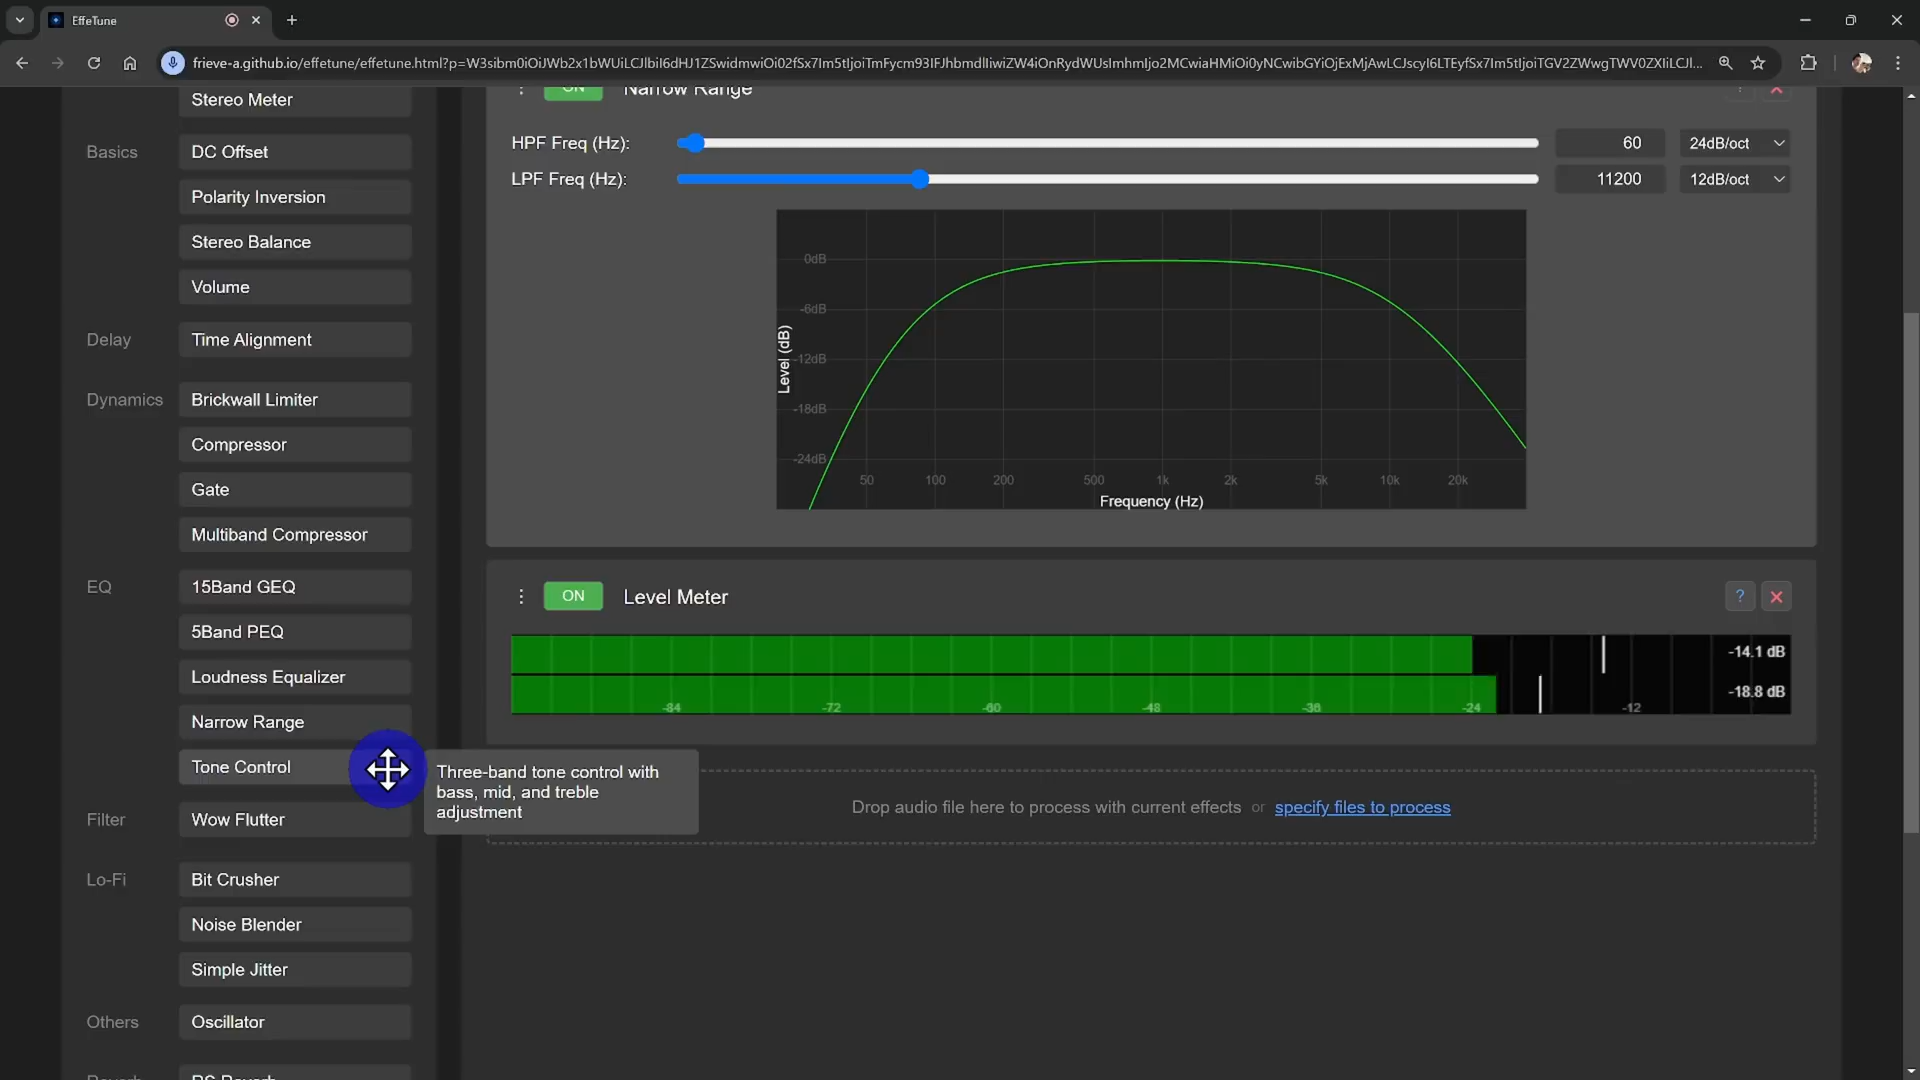 EffeTune
frieve-a.github.io/effetune/effetune.html?p=W3sibm0iOiJWb2x1bWUiLCJlbiI6dHJ1ZSwidmwiOi02fSx7Im5tIjoiTmFycm93IFJhbmdlIiwiZW4iOnRydWUsImhmIjo2MCwiaHMiOi0yNCwibGYiOjExMjAwLCJscyI6LTEyfSx7Im5tIjoiTGV2ZWwgTWV0ZXIiLCJl...
Stereo Meter
Basics
DC Offset
Polarity Inversion
Stereo Balance
Volume
Delay
Time Alignment
Dynamics
Brickwall Limiter
Compressor
Gate
Multiband Compressor
EQ
15Band GEQ
5Band PEQ
Loudness Equalizer
Narrow Range
Tone Control
Filter
Wow Flutter
Lo-Fi
Bit Crusher
Noise Blender
Simple Jitter
Others
Oscillator
Reverb
RS Reverb
ON
Narrow Range
?
HPF Freq (Hz):
60
24dB/oct
LPF Freq (Hz):
11200
12dB/oct
0dB
-6dB
-12dB
-18dB
-24dB
Level (dB)
50 100 200 500 1k 2k 5k 10k 20k
Frequency (Hz)
ON
Level Meter
?
-14.1 dB
-18.8 dB
-84 -72 -60 -48 -36 -24 -12
Three-band tone control with
bass, mid, and treble
adjustment
Drop audio file here to process with current effects or specify files to process